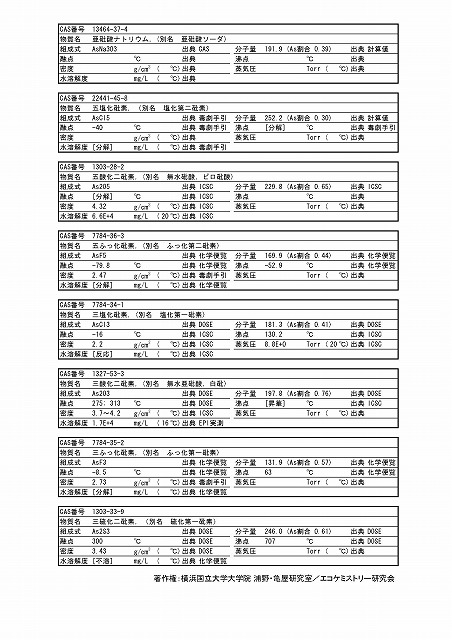 CAS番号 13464-37-4
物質名 亜砒酸ナトリウム, (別名 亜砒酸ソーダ)
組成式 AsNa3O3 出典 CAS 分子量 191.9 (As割合 0.39) 出典 計算値
融点 ℃ 出典 沸点 ℃ 出典
密度 g/cm³ ( ℃) 出典 蒸気圧 Torr ( ℃) 出典
水溶解度 mg/L ( ℃) 出典
CAS番号 22441-45-8
物質名 五塩化砒素, (別名 塩化第二砒素)
組成式 AsCl5 出典 毒劇手引 分子量 252.2 (As割合 0.30) 出典 計算値
融点 -40 ℃ 出典 毒劇手引 沸点 [分解] ℃ 出典 毒劇手引
密度 g/cm³ ( ℃) 出典 蒸気圧 Torr ( ℃) 出典
水溶解度 [分解] mg/L ( ℃) 出典 毒劇手引
CAS番号 1303-28-2
物質名 五酸化二砒素, (別名 無水砒酸, ピロ砒酸)
組成式 As2O5 出典 ICSC 分子量 229.8 (As割合 0.65) 出典 ICSC
融点 [分解] ℃ 出典 ICSC 沸点 ℃ 出典
密度 4.32 g/cm³ ( ℃) 出典 ICSC 蒸気圧 Torr ( ℃) 出典
水溶解度 6.6E+4 mg/L (20℃) 出典 ICSC
CAS番号 7784-36-3
物質名 五ふっ化砒素, (別名 ふっ化第二砒素)
組成式 AsF5 出典 化学便覧 分子量 169.9 (As割合 0.44) 出典 化学便覧
融点 -79.8 ℃ 出典 化学便覧 沸点 -52.9 ℃ 出典 化学便覧
密度 2.47 g/cm³ ( ℃) 出典 毒劇手引 蒸気圧 Torr ( ℃) 出典
水溶解度 [分解] mg/L ( ℃) 出典 化学便覧
CAS番号 7784-34-1
物質名 三塩化砒素, (別名 塩化第一砒素)
組成式 AsCl3 出典 DOSE 分子量 181.3 (As割合 0.41) 出典 DOSE
融点 -16 ℃ 出典 ICSC 沸点 130.2 ℃ 出典 ICSC
密度 2.2 g/cm³ ( ℃) 出典 ICSC 蒸気圧 8.8E+0 Torr (20℃) 出典 ICSC
水溶解度 [反応] mg/L ( ℃) 出典 ICSC
CAS番号 1327-53-3
物質名 三酸化二砒素, (別名 無水亜砒酸, 白砒)
組成式 As2O3 出典 DOSE 分子量 197.8 (As割合 0.76) 出典 DOSE
融点 275; 313 ℃ 出典 DOSE 沸点 [昇華] ℃ 出典 ICSC
密度 3.7~4.2 g/cm³ ( ℃) 出典 ICSC 蒸気圧 Torr ( ℃) 出典
水溶解度 1.7E+4 mg/L (16℃) 出典 EPI実測
CAS番号 7784-35-2
物質名 三ふっ化砒素, (別名 ふっ化第一砒素)
組成式 AsF3 出典 化学便覧 分子量 131.9 (As割合 0.57) 出典 化学便覧
融点 -8.5 ℃ 出典 化学便覧 沸点 63 ℃ 出典 化学便覧
密度 2.73 g/cm³ ( ℃) 出典 毒劇手引 蒸気圧 Torr ( ℃) 出典
水溶解度 [分解] mg/L ( ℃) 出典 化学便覧
CAS番号 1303-33-9
物質名 三硫化二砒素, (別名 硫化第一砒素)
組成式 As2S3 出典 DOSE 分子量 246.0 (As割合 0.61) 出典 DOSE
融点 300 ℃ 出典 DOSE 沸点 707 ℃ 出典 DOSE
密度 3.43 g/cm³ ( ℃) 出典 DOSE 蒸気圧 Torr ( ℃) 出典
水溶解度 [不溶] mg/L ( ℃) 出典 化学便覧
著作権:横浜国立大学大学院 浦野・亀屋研究室/エコケミストリー研究会